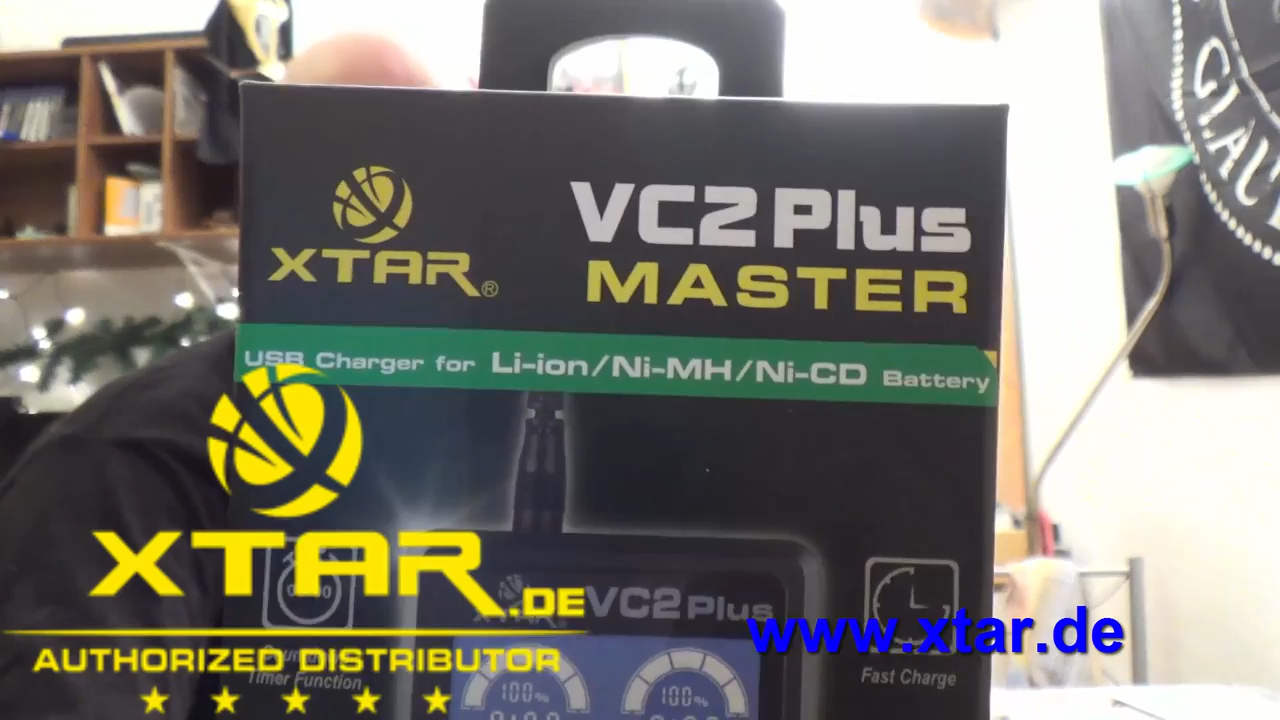 XTAR®
VC2 Plus
MASTER
USB Charger for Li-ion/Ni-MH/Ni-CD Battery
XTAR.DE
AUTHORIZED DISTRIBUTOR
VC2 Plus
www.xtar.de
Timer Function
Fast Charge
100%
100%